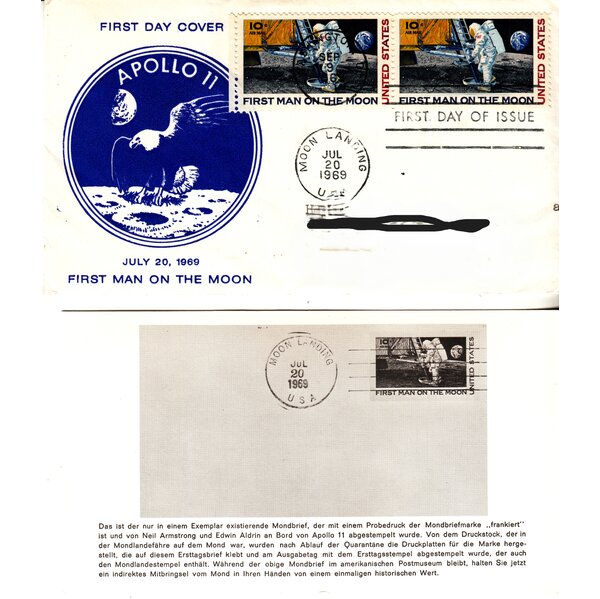 FIRST DAY COVER
APOLLO 11
JULY 20, 1969
FIRST MAN ON THE MOON
10¢
AIR MAIL
UNITED STATES
FIRST MAN ON THE MOON
10¢
AIR MAIL
UNITED STATES
FIRST MAN ON THE MOON
SEP
9
FIRST DAY OF ISSUE
MOON LANDING
JUL
20
1969
USA
MOON LANDING
JUL
20
1969
USA
10¢
UNITED STATES
FIRST MAN ON THE MOON
Das ist der nur in einem Exemplar existierende Mondbrief, der mit einem Probedruck der Mondbriefmarke „frankiert"
ist und von Neil Armstrong und Edwin Aldrin an Bord von Apollo 11 abgestempelt wurde. Von dem Druckstock, der in
der Mondlandefähre auf dem Mond war, wurden nach Ablauf der Quarantäne die Druckplatten für die Marke herge-
stellt, die auf diesem Ersttagsbrief klebt und am Ausgabetag mit dem Ersttagsstempel abgestempelt wurde, der auch
den Mondlandestempel enthält. Während der obige Mondbrief im amerikanischen Postmuseum bleibt, halten Sie jetzt
ein indirektes Mitbringsel vom Mond in Ihren Händen von einem einmaligen historischen Wert.